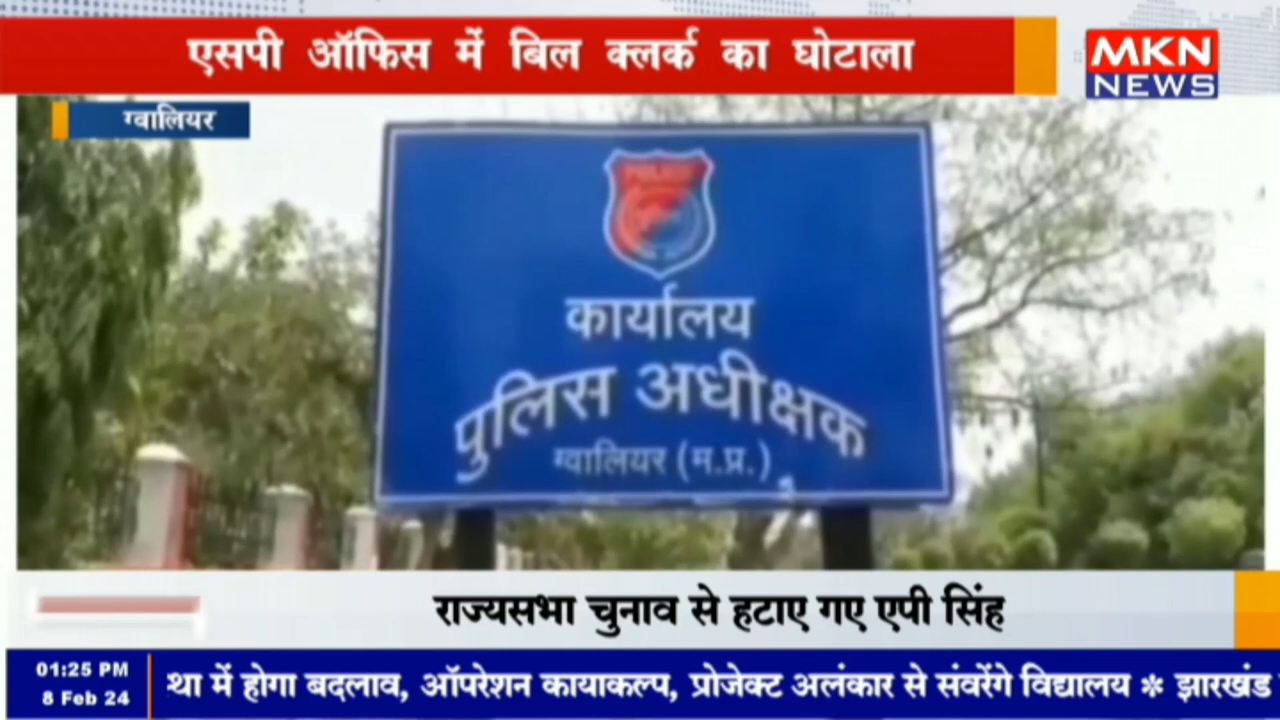 एसपी ऑफिस में बिल क्लर्क का घोटाला
MKN
NEWS
ग्वालियर
कार्यालय
पुलिस अधीक्षक
ग्वालियर (म.प्र.)
राज्यसभा चुनाव से हटाए गए एपी सिंह
01:25 PM
8 Feb 24
था में होगा बदलाव, ऑपरेशन कायाकल्प, प्रोजेक्ट अलंकार से संवरेंगे विद्यालय * झारखंड